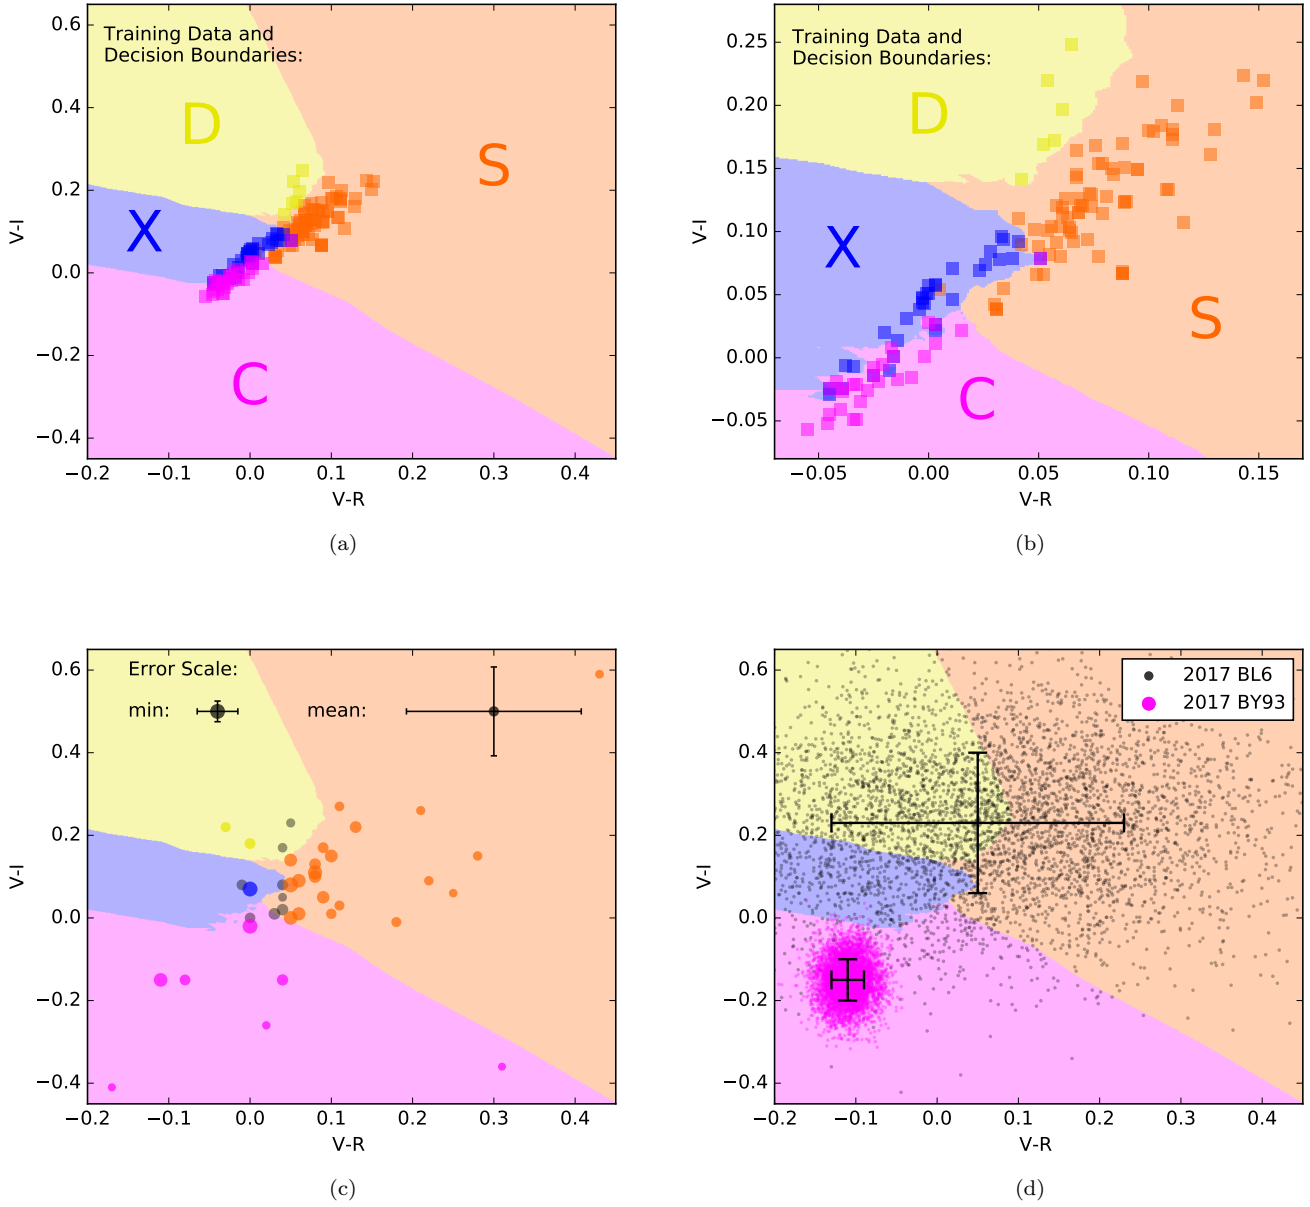 Training Data and
Decision Boundaries:
D
S
X
C
0.6
0.4
0.2
0.0
−0.2
−0.4
V-I
−0.2 −0.1 0.0 0.1 0.2 0.3 0.4
V-R
(a)
Training Data and
Decision Boundaries:
D
X
S
C
0.25
0.20
0.15
0.10
0.05
0.00
−0.05
V-I
−0.05 0.00 0.05 0.10 0.15
V-R
(b)
Error Scale:
min: mean:
0.6
0.4
0.2
0.0
−0.2
−0.4
V-I
−0.2 −0.1 0.0 0.1 0.2 0.3 0.4
V-R
(c)
2017 BL6
2017 BY93
0.6
0.4
0.2
0.0
−0.2
−0.4
V-I
−0.2 −0.1 0.0 0.1 0.2 0.3 0.4
V-R
(d)